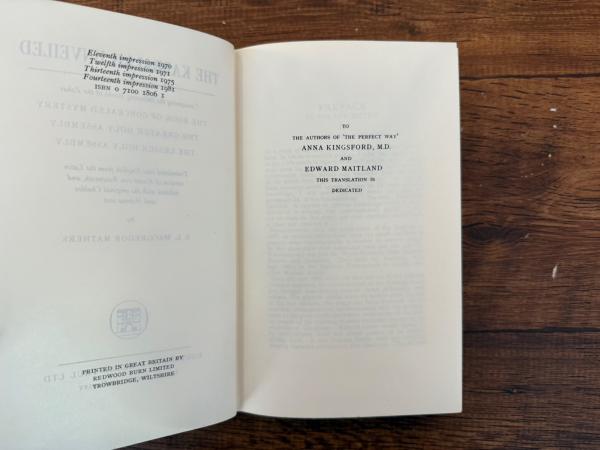 Eleventh impression 1970
Twelfth impression 1971
Thirteenth impression 1975
Fourteenth impression 1981
ISBN 0 7100 1806 1
PRINTED IN GREAT BRITAIN BY
REDWOOD BURN LIMITED
TROWBRIDGE, WILTSHIRE
TO
THE AUTHORS OF 'THE PERFECT WAY'
ANNA KINGSFORD, M.D.
AND
EDWARD MAITLAND
THIS TRANSLATION IS
DEDICATED